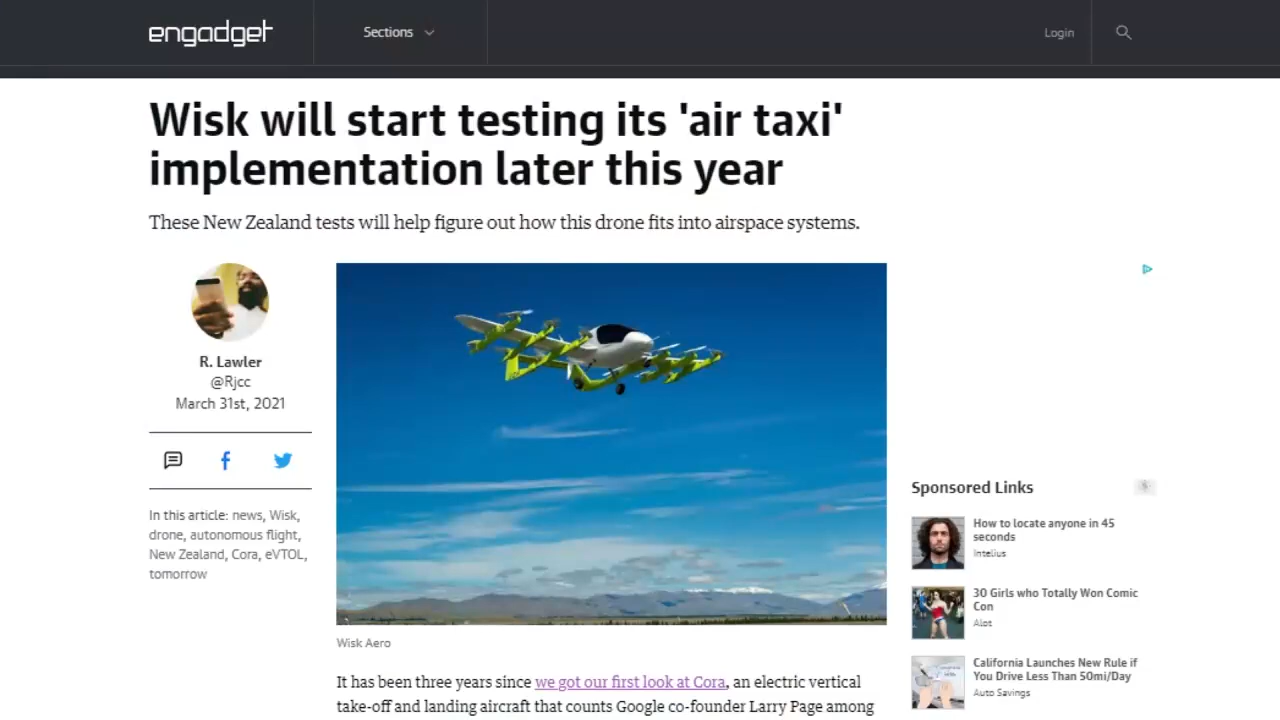 engadget
Sections
Login
Wisk will start testing its 'air taxi'
implementation later this year
These New Zealand tests will help figure out how this drone fits into airspace systems.
R. Lawler
@Rjcc
March 31st, 2021
In this article: news, Wisk,
drone, autonomous flight,
New Zealand, Cora, eVTOL,
tomorrow
Wisk Aero
It has been three years since we got our first look at Cora, an electric vertical
take-off and landing aircraft that counts Google co-founder Larry Page among
Sponsored Links
How to locate anyone in 45
seconds
Intelius
30 Girls who Totally Won Comic
Con
Alot
California Launches New Rule if
You Drive Less Than 50mi/Day
Auto Savings